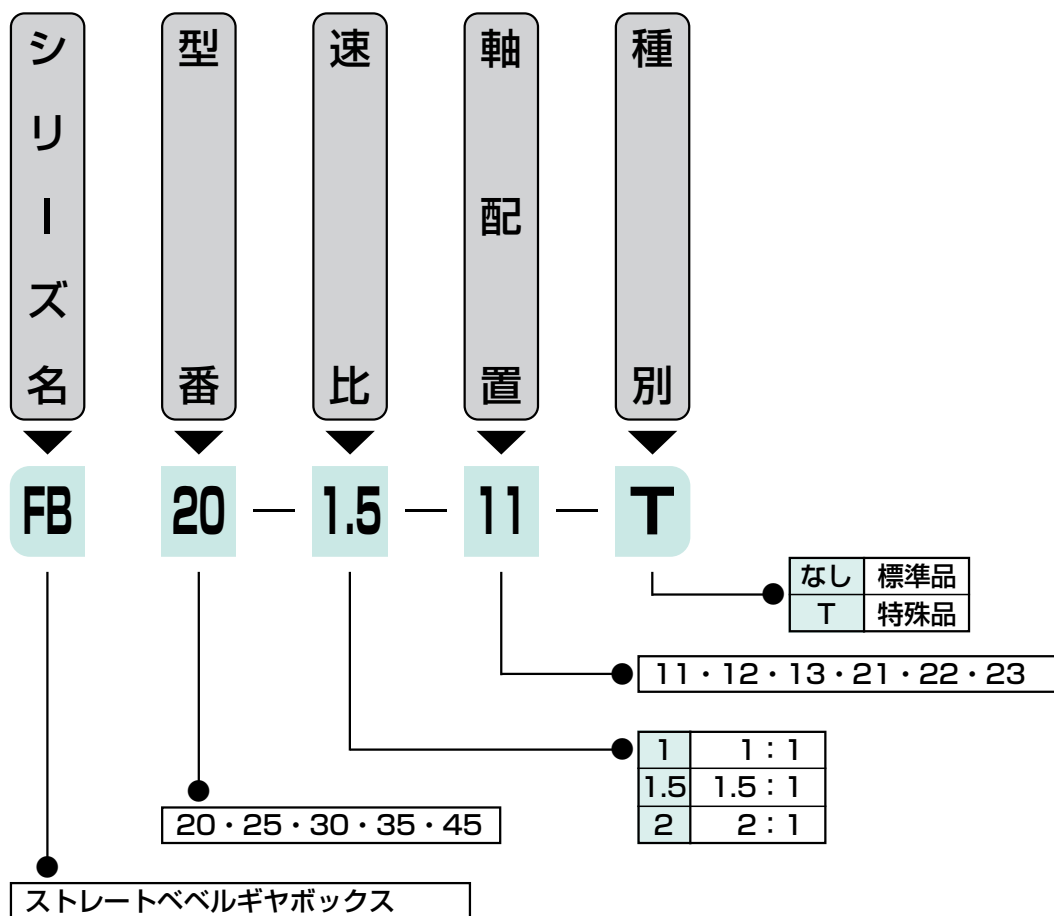 シリーズ名
型番
速比
軸配置
種別
FB 20 — 1.5 — 11 — T
なし 標準品
T 特殊品
11・12・13・21・22・23
1 1：1
1.5 1.5：1
2 2：1
20・25・30・35・45
ストレートベベルギヤボックス